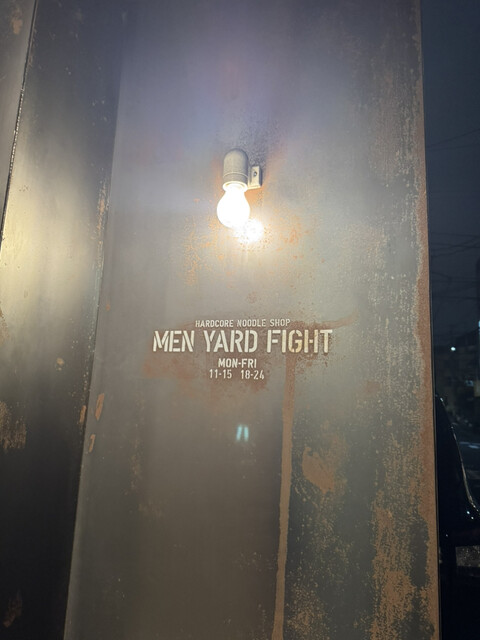 HARDCORE NOODLE SHOP
MEN YARD FIGHT
MON-FRI
11-15 18-24